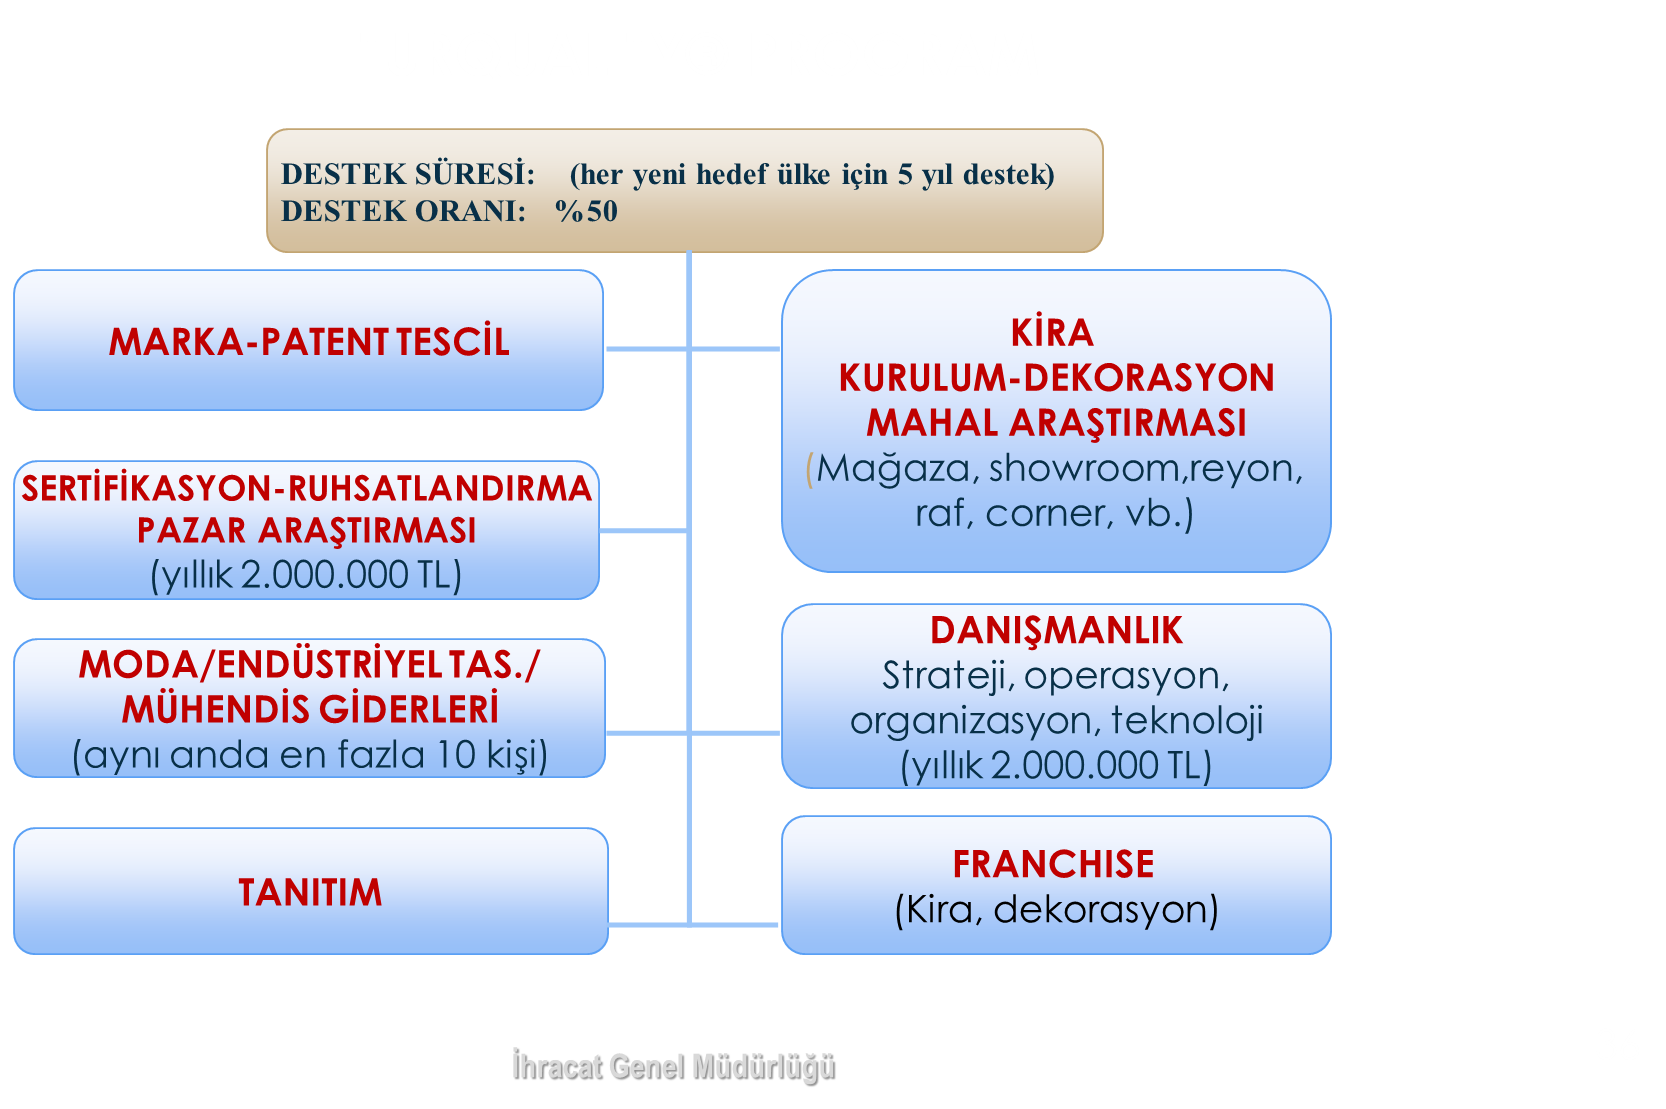 DESTEK SÜRESİ: (her yeni hedef ülke için 5 yıl destek)
DESTEK ORANI: %50
MARKA-PATENT TESCİL
KİRA
KURULUM-DEKORASYON
MAHAL ARAŞTIRMASI
(Mağaza, showroom,reyon,
raf, corner, vb.)
SERTİFİKASYON-RUHSATLANDIRMA
PAZAR ARAŞTIRMASI
(yıllık 2.000.000 TL)
MODA/ENDÜSTRİYEL TAS./
MÜHENDİS GİDERLERİ
(aynı anda en fazla 10 kişi)
DANIŞMANLIK
Strateji, operasyon,
organizasyon, teknoloji
(yıllık 2.000.000 TL)
TANITIM
FRANCHISE
(Kira, dekorasyon)
İhracat Genel Müdürlüğü